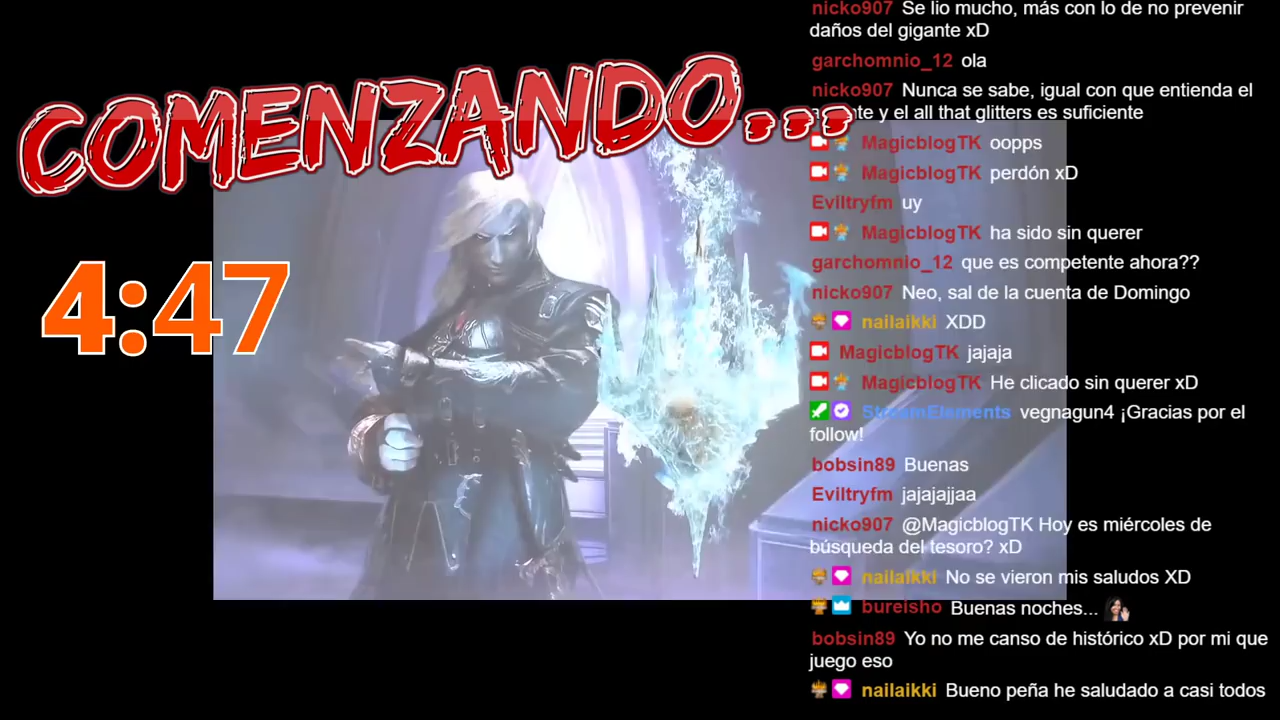 nicko907 Se lio mucho, más con lo de no prevenir
daños del gigante xD
garchomnio_12 ola
nicko907 Nunca se sabe, igual con que entienda el
y el all that glitters es suficiente
COMENZANDO...
MagicblogTK oopps
MagicblogTK perdón xD
Eviltryfm uy
MagicblogTK ha sido sin querer
garchomnio_12 que es competente ahora??
4:47
nicko907 Neo, sal de la cuenta de Domingo
nailaikki XDD
MagicblogTK jajaja
MagicblogTK He clicado sin querer xD
StreamElements vegnagun4 ¡Gracias por el
follow!
bobsin89 Buenas
Eviltryfm jajajajjaa
nicko907 @MagicblogTK Hoy es miércoles de
búsqueda del tesoro? xD
nailaikki No se vieron mis saludos XD
bureisho Buenas noches...
bobsin89 Yo no me canso de histórico xD por mi que
juego eso
nailaikki Bueno peña he saludado a casi todos